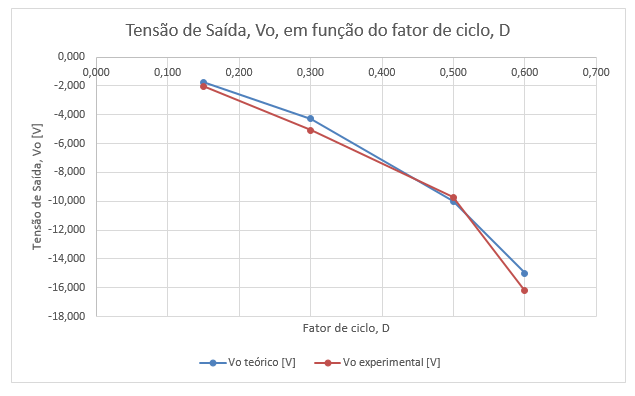 Tensão de Saída, Vo, em função do fator de ciclo, D
0,000
0,000 0,100 0,200 0,300 0,400 0,500 0,600 0,700
-2,000
-4,000
-6,000
-8,000
-10,000
-12,000
-14,000
-16,000
-18,000
Tensão de Saída, Vo [V]
Fator de ciclo, D
Vo teórico [V] Vo experimental [V]